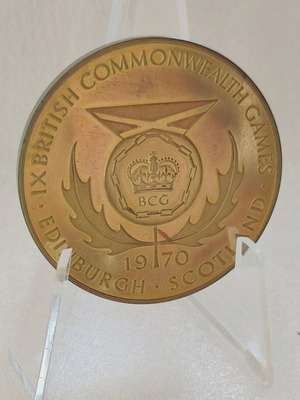 IX BRITISH COMMONWEALTH GAMES
BCG
1970
· EDINBURGH · SCOTLAND ·